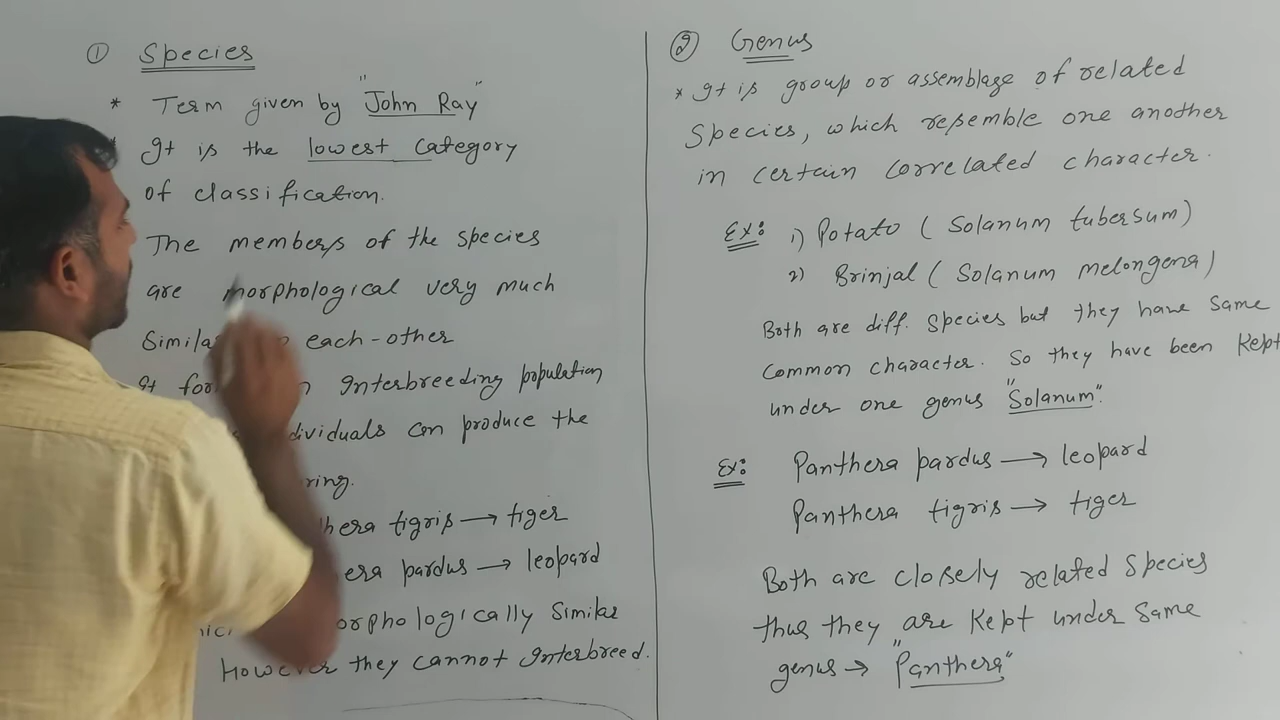 ① Species
* Term given by "John Ray"
It is the lowest category
of classification.
The members of the species
are morphological very much
each-other
It Interbreeding population
can produce the
tigris → tiger
pardus → leopard
Similar
However they cannot Interbreed.
② Genus
* It is group or assemblage of related
Species, which resemble one another
in certain correlated character.
Ex: 1) Potato ( Solanum tubersum)
2) Brinjal ( Solanum melongena)
Both are diff. species but they have same
common character. So they have been kept
under one genus "Solanum".
Ex: Panthera pardus → leopard
Panthera tigris → tiger
Both are closely related species
thus they are kept under same
genus → "Panthera"